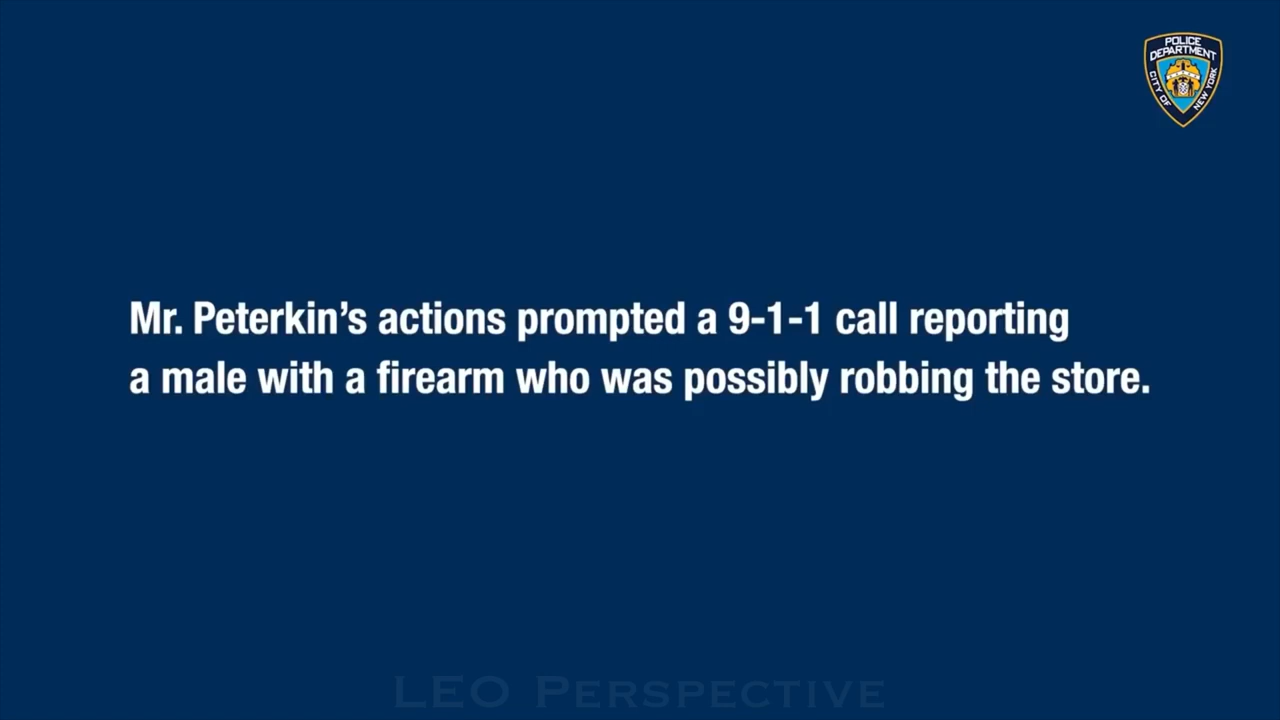 POLICE
DEPARTMENT
CITY OF
NEW YORK
Mr. Peterkin’s actions prompted a 9-1-1 call reporting
a male with a firearm who was possibly robbing the store.
LEO PERSPECTIVE